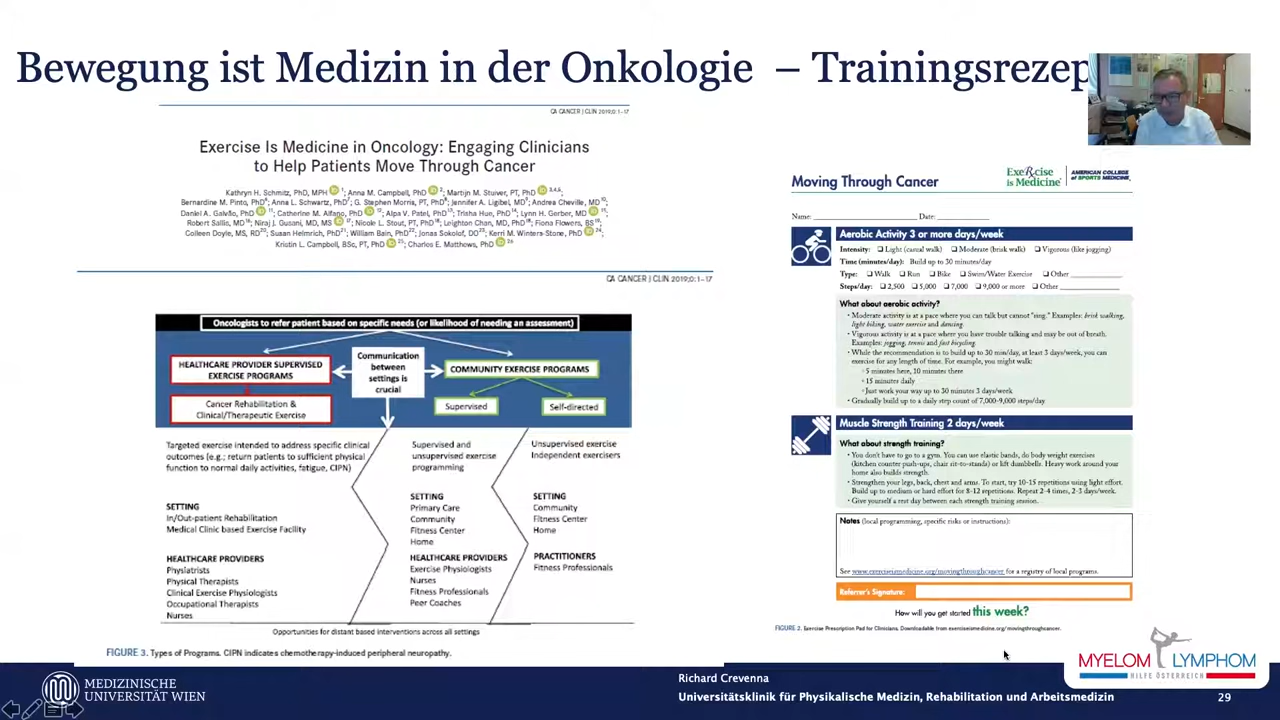 Bewegung ist Medizin in der Onkologie – Trainingsrezep
CA CANCER J CLIN 2019;0:1-17
Exercise Is Medicine in Oncology: Engaging Clinicians
to Help Patients Move Through Cancer
Kathryn H. Schmitz, PhD, MPH 1; Anna M. Campbell, PhD 2; Martijn M. Stuiver, PT, PhD 3,4,5;
Bernardine M. Pinto, PhD; Anna L. Schwartz, PhD; G. Stephen Morris, PT, PhD; Jennifer A. Ligibel, MD; Andrea Cheville, MD
Daniel A. Galvão, PhD; Catherine M. Alfano, PhD; Alpa V. Patel, PhD; Trisha Hue, PhD; Lynn H. Gerber, MD
Robert Sallis, MD; Niraj J. Gusani, MD, MS; Nicole L. Stout, PT, PhD; Leighton Chan, MD, PhD; Fiona Flowers, BS;
Colleen Doyle, MS, RD; Susan Helmrich, PhD; William Bain, PhD; Jonas Sokolof, DO; Kerri M. Winters-Stone, PhD
Kristin L. Campbell, BSc, PT, PhD; Charles E. Matthews, PhD 26
CA CANCER J CLIN 2019;0:1-17
Oncologists to refer patient based on specific needs (or likelihood of needing an assessment)
HEALTHCARE PROVIDER SUPERVISED
EXERCISE PROGRAMS
Communication
between
settings is
crucial
COMMUNITY EXERCISE PROGRAMS
Cancer Rehabilitation &
Clinical/Therapeutic Exercise
Supervised
Self-directed
Targeted exercise intended to address specific clinical
outcomes (e.g.; return patients to sufficient physical
function to normal daily activities, fatigue, CIPN)
SETTING
In/Out-patient Rehabilitation
Medical Clinic based Exercise Facility
HEALTHCARE PROVIDERS
Physiatrists
Physical Therapists
Clinical Exercise Physiologists
Occupational Therapists
Nurses
Supervised and
unsupervised exercise
programming
SETTING
Primary Care
Community
Fitness Center
Home
HEALTHCARE PROVIDERS
Exercise Physiologists
Nurses
Fitness Professionals
Peer Coaches
Unsupervised exercise
Independent exercisers
SETTING
Community
Fitness Center
Home
PRACTITIONERS
Fitness Professionals
Opportunities for distant based interventions across all settings
FIGURE 3. Types of Programs. CIPN indicates chemotherapy-induced peripheral neuropathy.
Moving Through Cancer
ExeRcise is Medicine
AMERICAN COLLEGE of SPORTS MEDICINE
Name: Date:
Aerobic Activity 3 or more days/week
Intensity: ❑ Light (casual walk) ❑ Moderate (brisk walk) ❑ Vigorous (like jogging)
Time (minutes/day): Build up to 30 minutes/day
Type: ❑ Walk ❑ Run ❑ Bike ❑ Swim/Water Exercise ❑ Other
Steps/day: ❑ 2,500 ❑ 5,000 ❑ 7,000 ❑ 9,000 or more ❑ Other
What about aerobic activity?
• Moderate activity is at a pace where you can talk but cannot "sing." Examples: brisk walking,
light biking, water exercise and dancing.
• Vigorous activity is at a pace where you have trouble talking and may be out of breath.
Examples: jogging, tennis and fast bicycling.
• While the recommendation is to build up to 30 min/day, at least 3 days/week, you can
exercise for any length of time. For example, you might walk:
◦ 5 minutes here, 10 minutes there
◦ 15 minutes daily
◦ Just work your way up to 30 minutes 3 days/week
• Gradually build up to a daily step count of 7,000-9,000 steps/day
Muscle Strength Training 2 days/week
What about strength training?
• You don't have to go to a gym. You can use elastic bands, do body weight exercises
(kitchen counter push-ups, chair sit-to-stands) or lift dumbbells. Heavy work around your
home also builds strength.
• Strengthen your legs, back, chest and arms. To start, try 10-15 repetitions using light effort.
Build up to medium or hard effort for 8-12 repetitions. Repeat 2-4 times, 2-3 days/week.
• Give yourself a rest day between each strength training session.
Notes (local programming, specific risks or instructions):
See www.exerciseismedicine.org/movingthroughcancer for a registry of local programs.
Referrer's Signature:
How will you get started this week?
FIGURE 2. Exercise Prescription Pad for Clinicians. Downloadable from exerciseismedicine.org/movingthroughcancer.
MYELOM LYMPHOM
HILFE ÖSTERREICH
MEDIZINISCHE
UNIVERSITÄT WIEN
Richard Crevenna
Universitätsklinik für Physikalische Medizin, Rehabilitation und Arbeitsmedizin
29